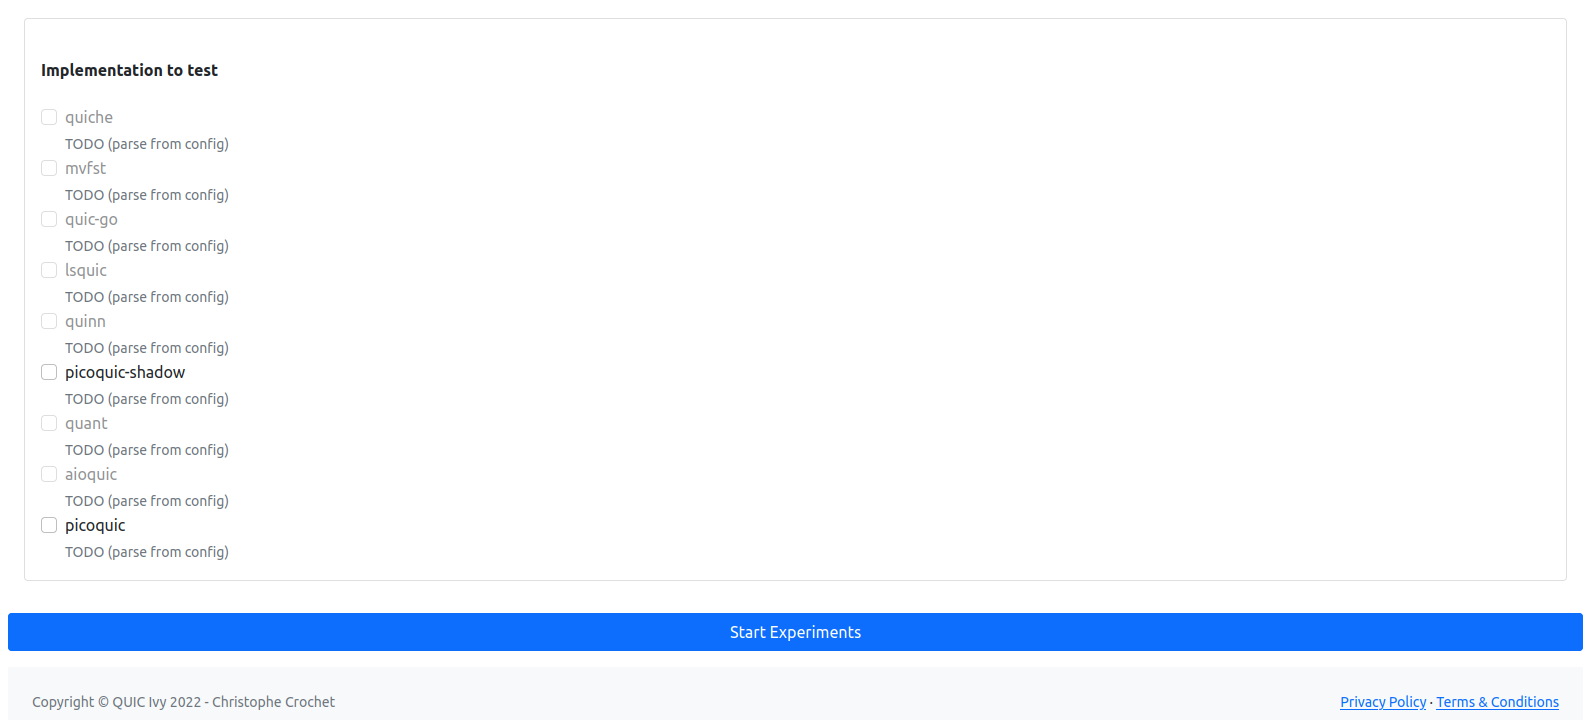 Implementation to test
quiche
TODO (parse from config)
mvfst
TODO (parse from config)
quic-go
TODO (parse from config)
lsquic
TODO (parse from config)
quinn
TODO (parse from config)
picoquic-shadow
TODO (parse from config)
quant
TODO (parse from config)
aioquic
TODO (parse from config)
picoquic
TODO (parse from config)
Start Experiments
Copyright © QUIC Ivy 2022 - Christophe Crochet
Privacy Policy · Terms & Conditions